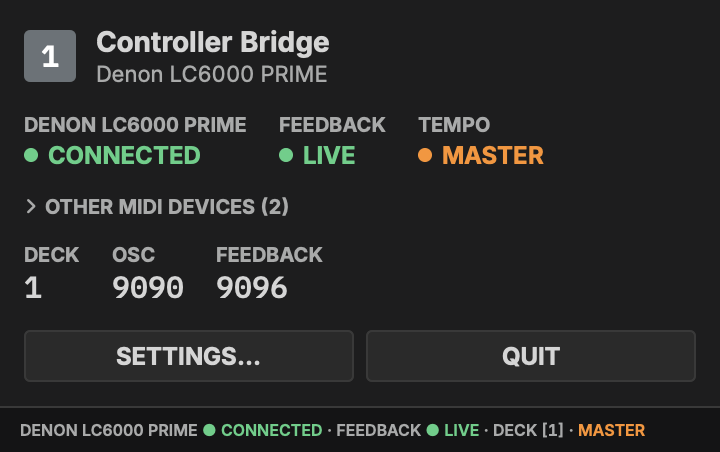 1
Controller Bridge
Denon LC6000 PRIME
DENON LC6000 PRIME FEEDBACK TEMPO
CONNECTED LIVE MASTER
OTHER MIDI DEVICES (2)
DECK OSC FEEDBACK
1 9090 9096
SETTINGS... QUIT
DENON LC6000 PRIME ● CONNECTED · FEEDBACK ● LIVE · DECK [1] · MASTER